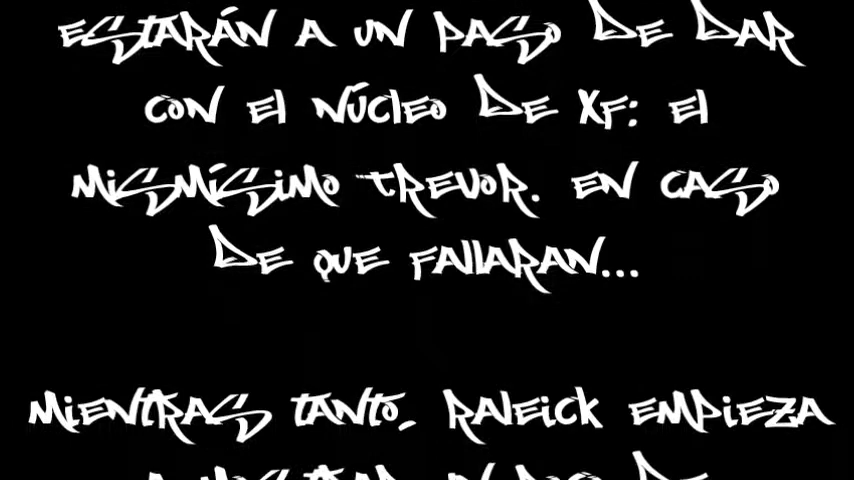 ESTARÁN A UN PASO DE DAR
CON EL NÚCLEO DE XF: EL
MISMÍSIMO TREVOR. EN CASO
DE QUE FALLARAN...
MIENTRAS TANTO, EMPIEZA